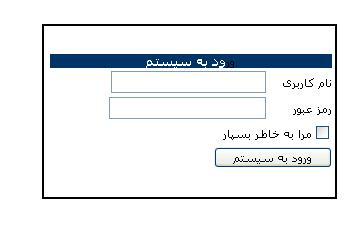 ورود به سیستم
نام کاربری
رمز عبور
مرا به خاطر بسپار
ورود به سیستم